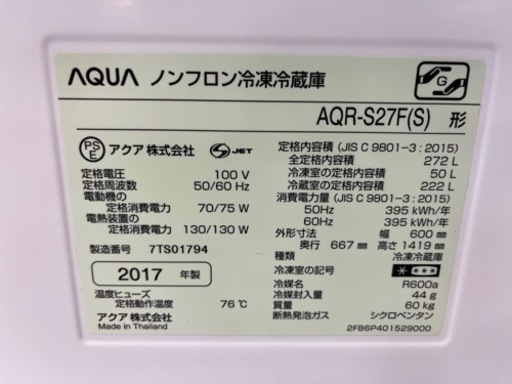 AQUA ノンフロン冷凍冷蔵庫
G
AQR-S27F(S) 形
PS E アクア株式会社 S JET
定格電圧 100 V
定格周波数 50/60 Hz
電動機の
定格消費電力 70/75 W
電熱装置の
定格消費電力 130/130 W
製造番号 7TS01794
2017 年製
温度ヒューズ
定格動作温度 76℃
アクア株式会社
Made in Thailand
定格内容積 (JIS C 9801-3 : 2015)
全定格内容積 272 L
冷凍室の定格内容積 50 L
冷蔵室の定格内容積 222 L
消費電力量 (JIS C 9801-3 : 2015)
50Hz 395 kWh/年
60Hz 395 kWh/年
外形寸法 幅 600 mm
奥行 667 mm 高さ 1419 mm
種類 冷凍冷蔵庫
冷凍室の記号
冷媒名 R600a
冷媒封入量 44 g
質量 60 kg
断熱発泡ガス シクロペンタン
2FB6P401529000